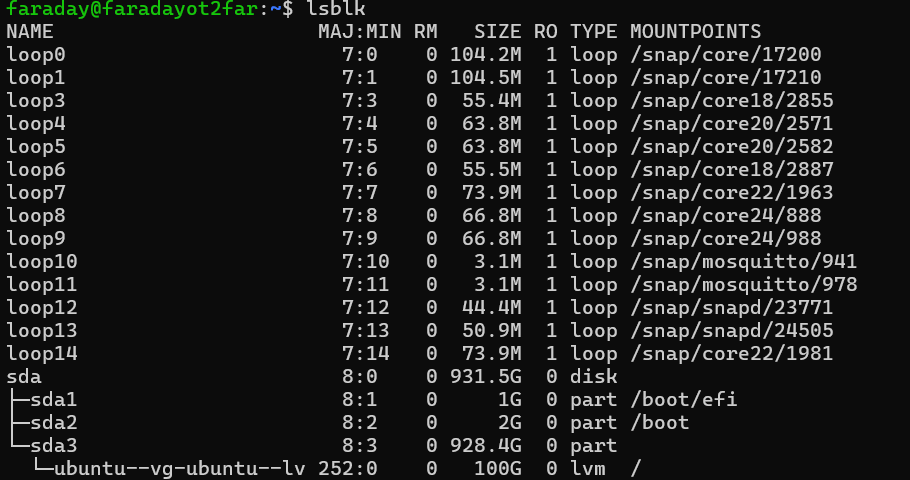 faraday@faradayot2far:~$ lsblk
NAME                      MAJ:MIN RM   SIZE RO TYPE MOUNTPOINTS
loop0                       7:0    0 104.2M  1 loop /snap/core/17200
loop1                       7:1    0 104.5M  1 loop /snap/core/17210
loop3                       7:3    0  55.4M  1 loop /snap/core18/2855
loop4                       7:4    0  63.8M  1 loop /snap/core20/2571
loop5                       7:5    0  63.8M  1 loop /snap/core20/2582
loop6                       7:6    0  55.5M  1 loop /snap/core18/2887
loop7                       7:7    0  73.9M  1 loop /snap/core22/1963
loop8                       7:8    0  66.8M  1 loop /snap/core24/888
loop9                       7:9    0  66.8M  1 loop /snap/core24/988
loop10                      7:10   0   3.1M  1 loop /snap/mosquitto/941
loop11                      7:11   0   3.1M  1 loop /snap/mosquitto/978
loop12                      7:12   0  44.4M  1 loop /snap/snapd/23771
loop13                      7:13   0  50.9M  1 loop /snap/snapd/24505
loop14                      7:14   0  73.9M  1 loop /snap/core22/1981
sda                         8:0    0 931.5G  0 disk
├─sda1                      8:1    0     1G  0 part /boot/efi
├─sda2                      8:2    0     2G  0 part /boot
└─sda3                      8:3    0 928.4G  0 part
  └─ubuntu--vg-ubuntu--lv 252:0    0   100G  0 lvm  /